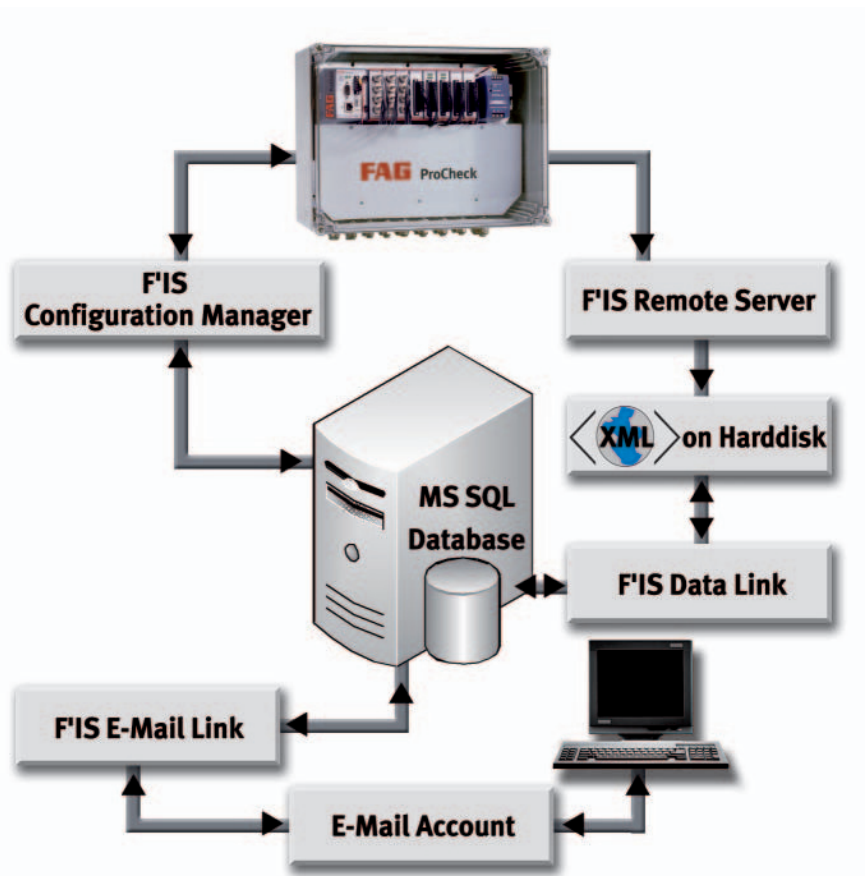 FAG
FAG ProCheck
F'IS
Configuration Manager
F'IS Remote Server
<XML> on Harddisk
MS SQL
Database
F'IS Data Link
F'IS E-Mail Link
E-Mail Account